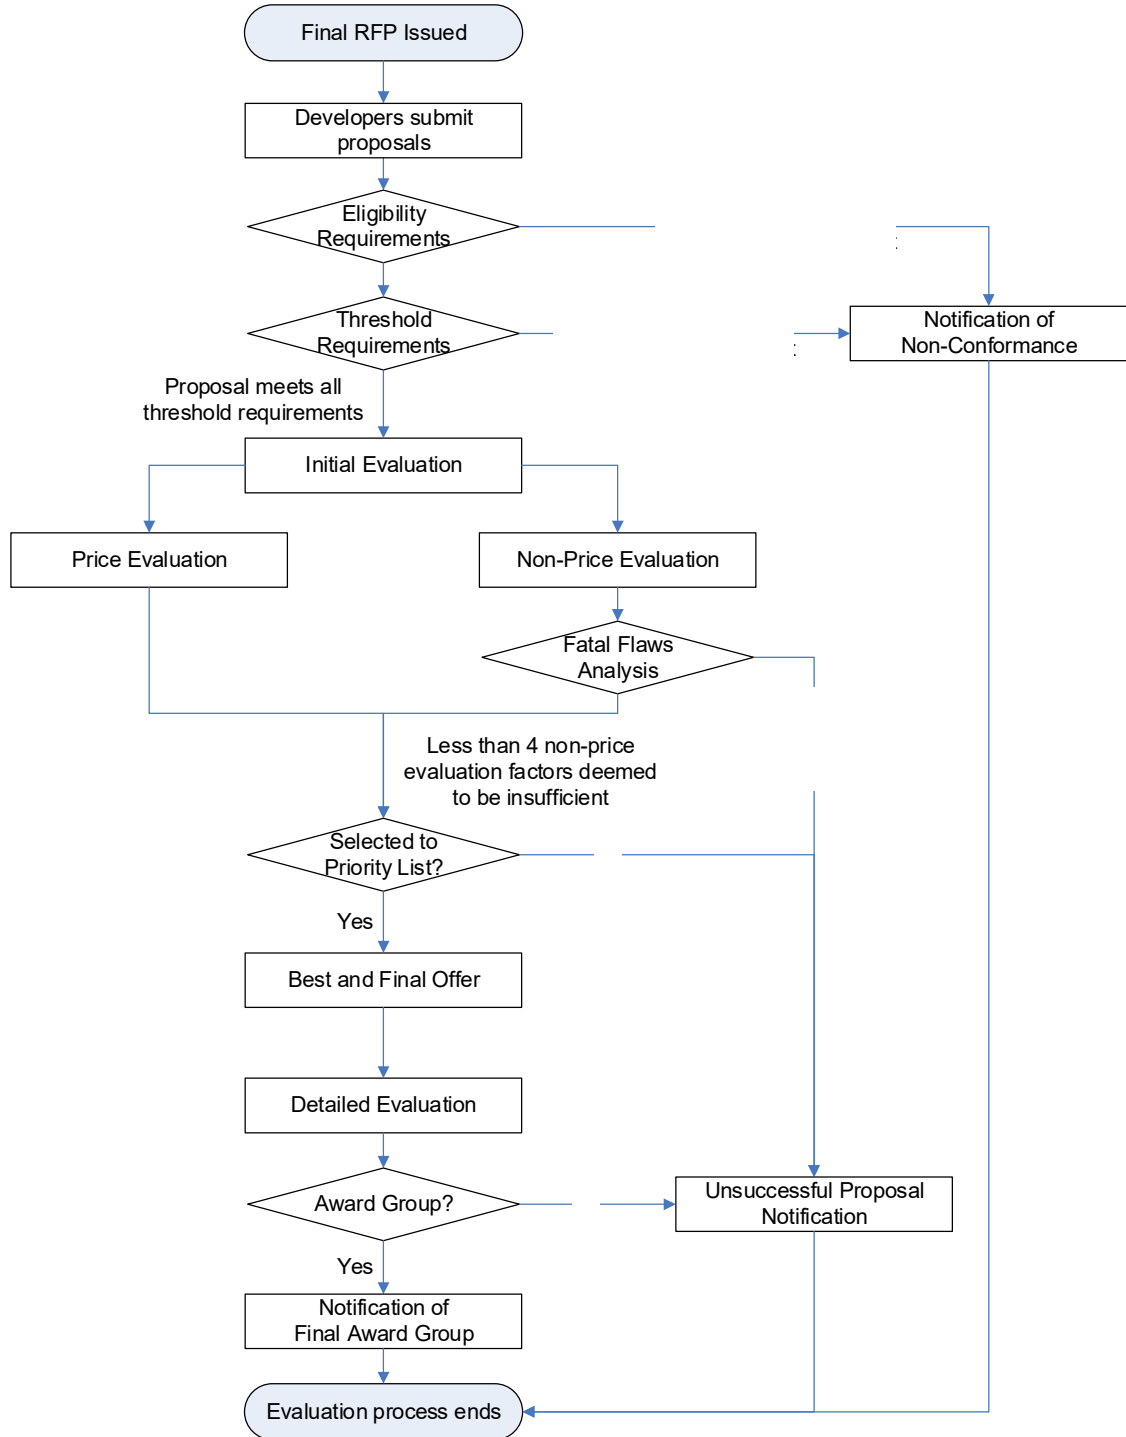 Final RFP Issued
Developers submit
proposals
Eligibility
Requirements
Threshold
Requirements
Notification of
Non-Conformance
Proposal meets all
threshold requirements
Initial Evaluation
Price Evaluation
Non-Price Evaluation
Fatal Flaws
Analysis
Less than 4 non-price
evaluation factors deemed
to be insufficient
Selected to
Priority List?
Yes
Best and Final Offer
Detailed Evaluation
Award Group?
Unsuccessful Proposal
Notification
Yes
Notification of
Final Award Group
Evaluation process ends